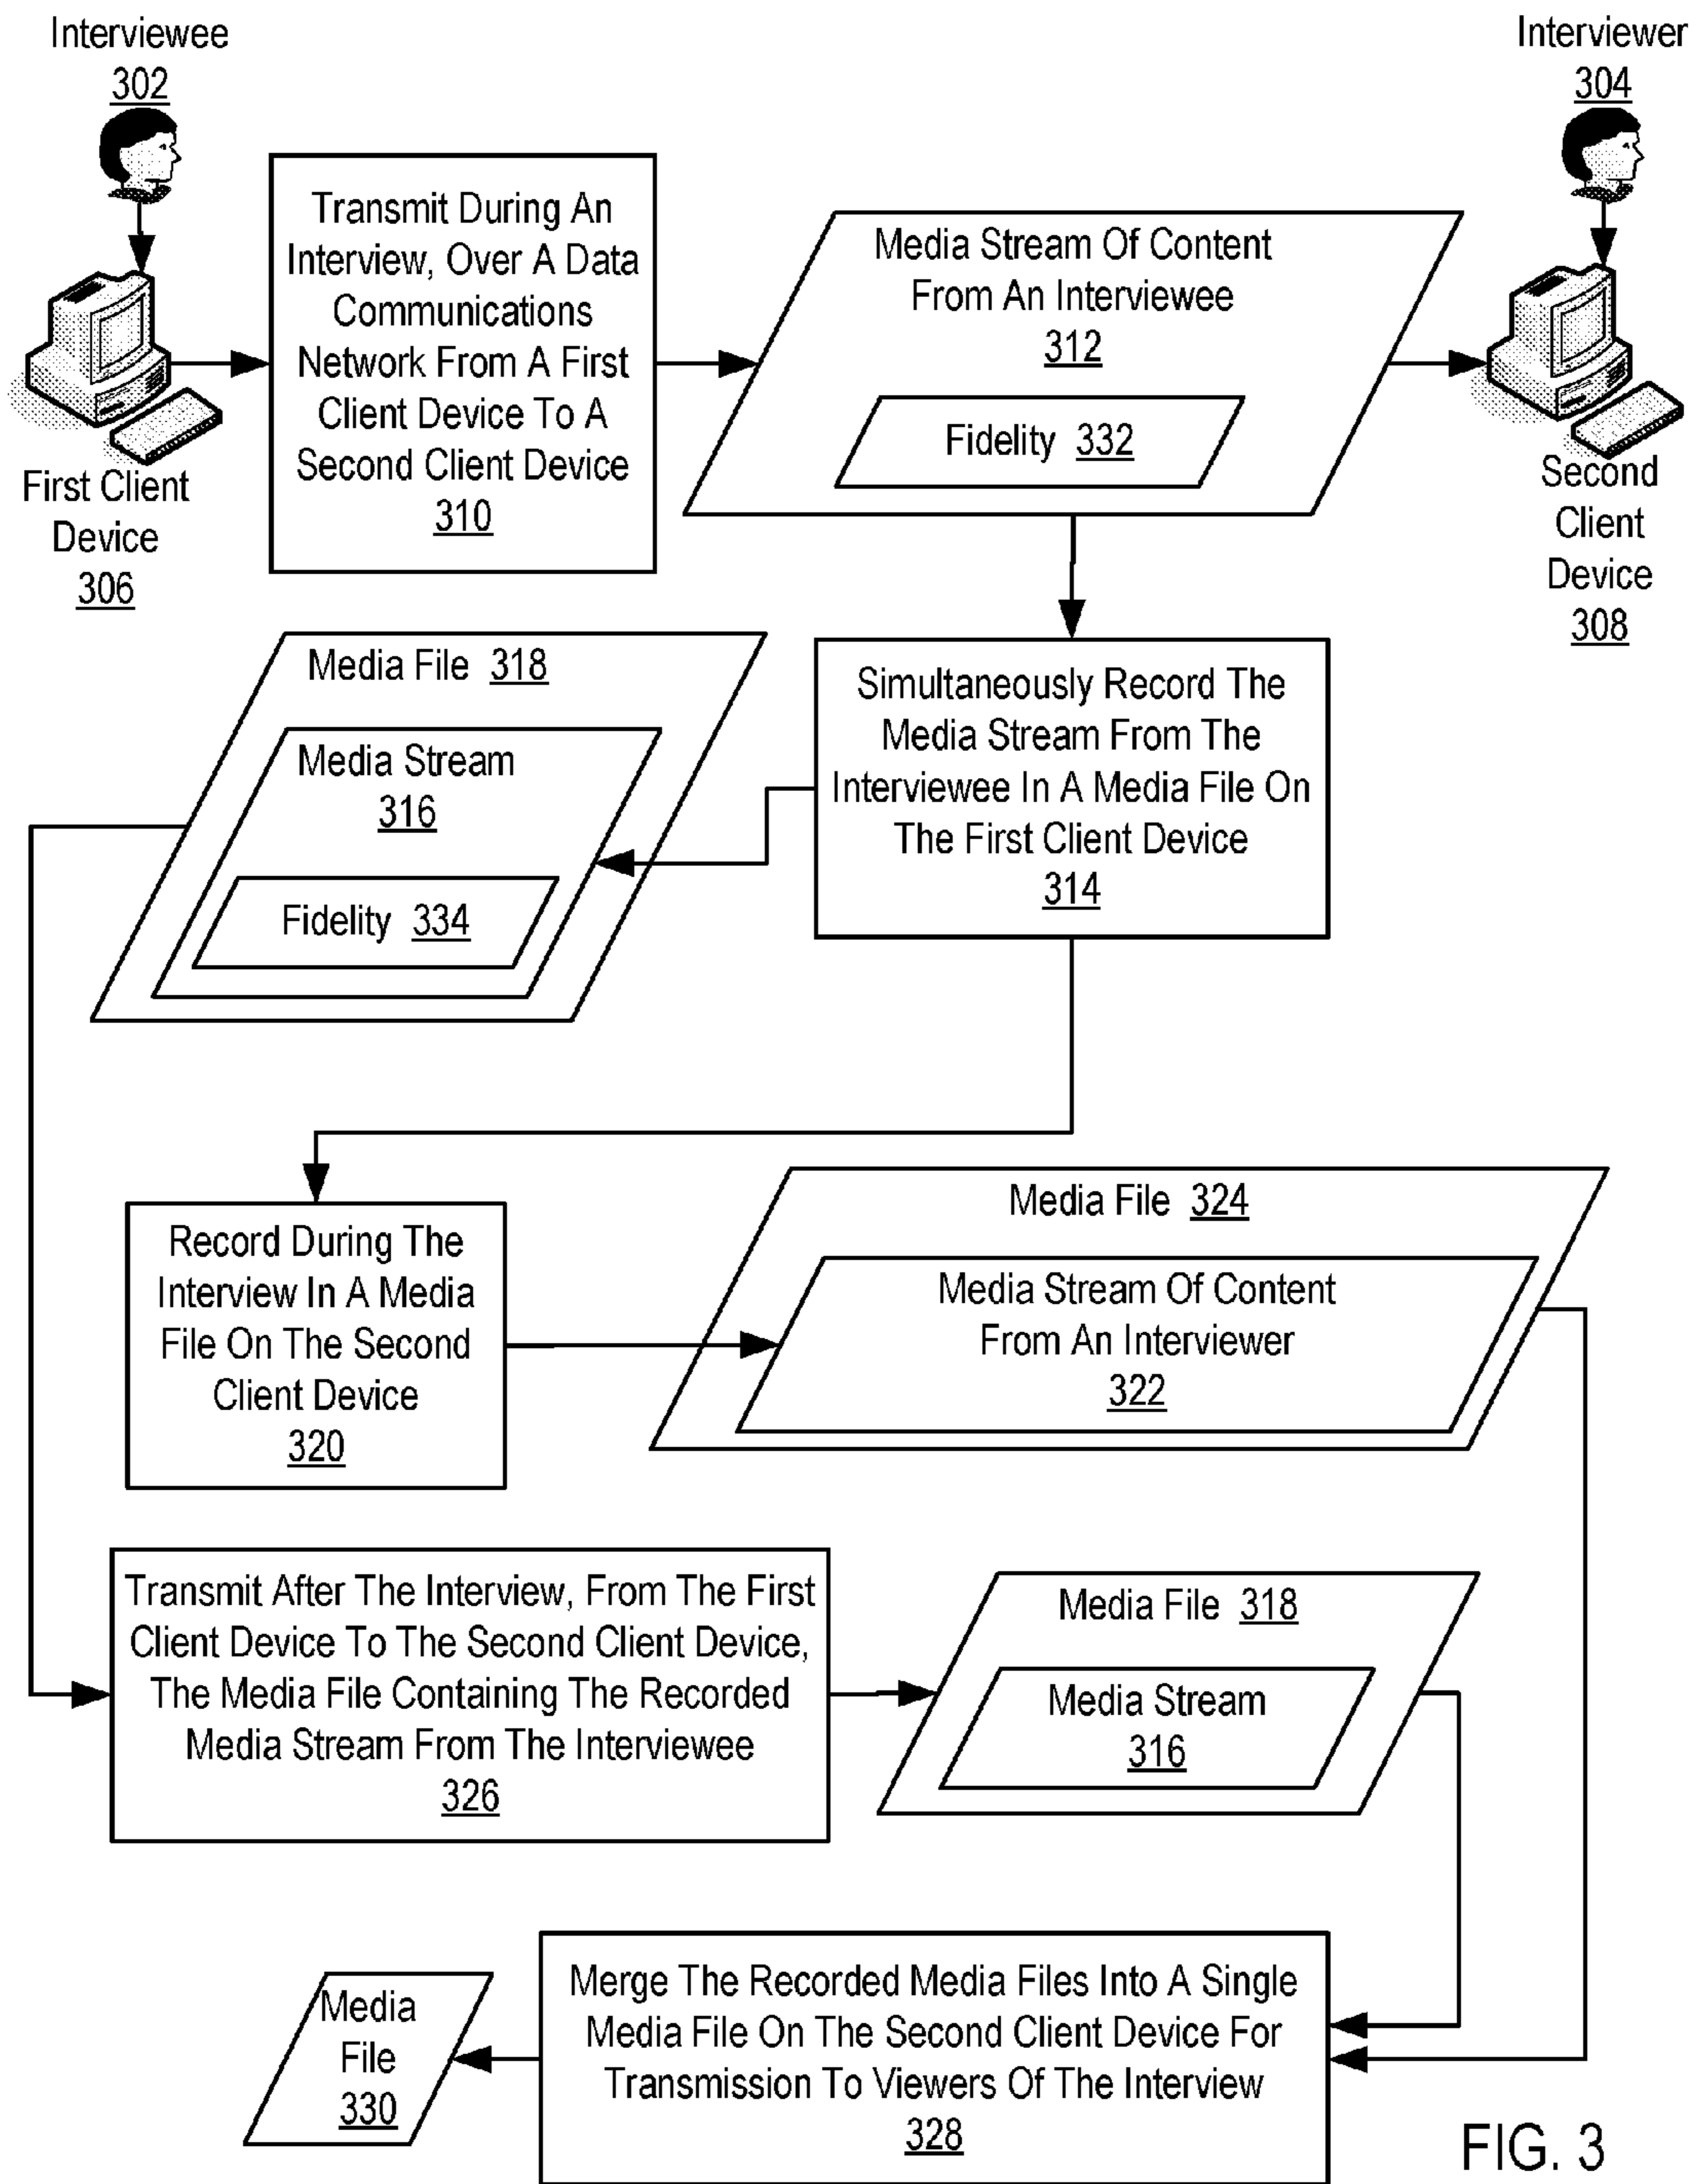 Interviewee
302
Interviewer
304
Transmit During An
Interview, Over A Data
Communications
Network From A First
Client Device To A
Second Client Device
310
Media Stream Of Content
From An Interviewee
312
Fidelity 332
First Client
Device
306
Second
Client
Device
308
Media File 318
Media Stream
316
Fidelity 334
Simultaneously Record The
Media Stream From The
Interviewee In A Media File On
The First Client Device
314
Record During The
Interview In A Media
File On The Second
Client Device
320
Media File 324
Media Stream Of Content
From An Interviewer
322
Transmit After The Interview, From The First
Client Device To The Second Client Device,
The Media File Containing The Recorded
Media Stream From The Interviewee
326
Media File 318
Media Stream
316
Media
File
330
Merge The Recorded Media Files Into A Single
Media File On The Second Client Device For
Transmission To Viewers Of The Interview
328
FIG. 3